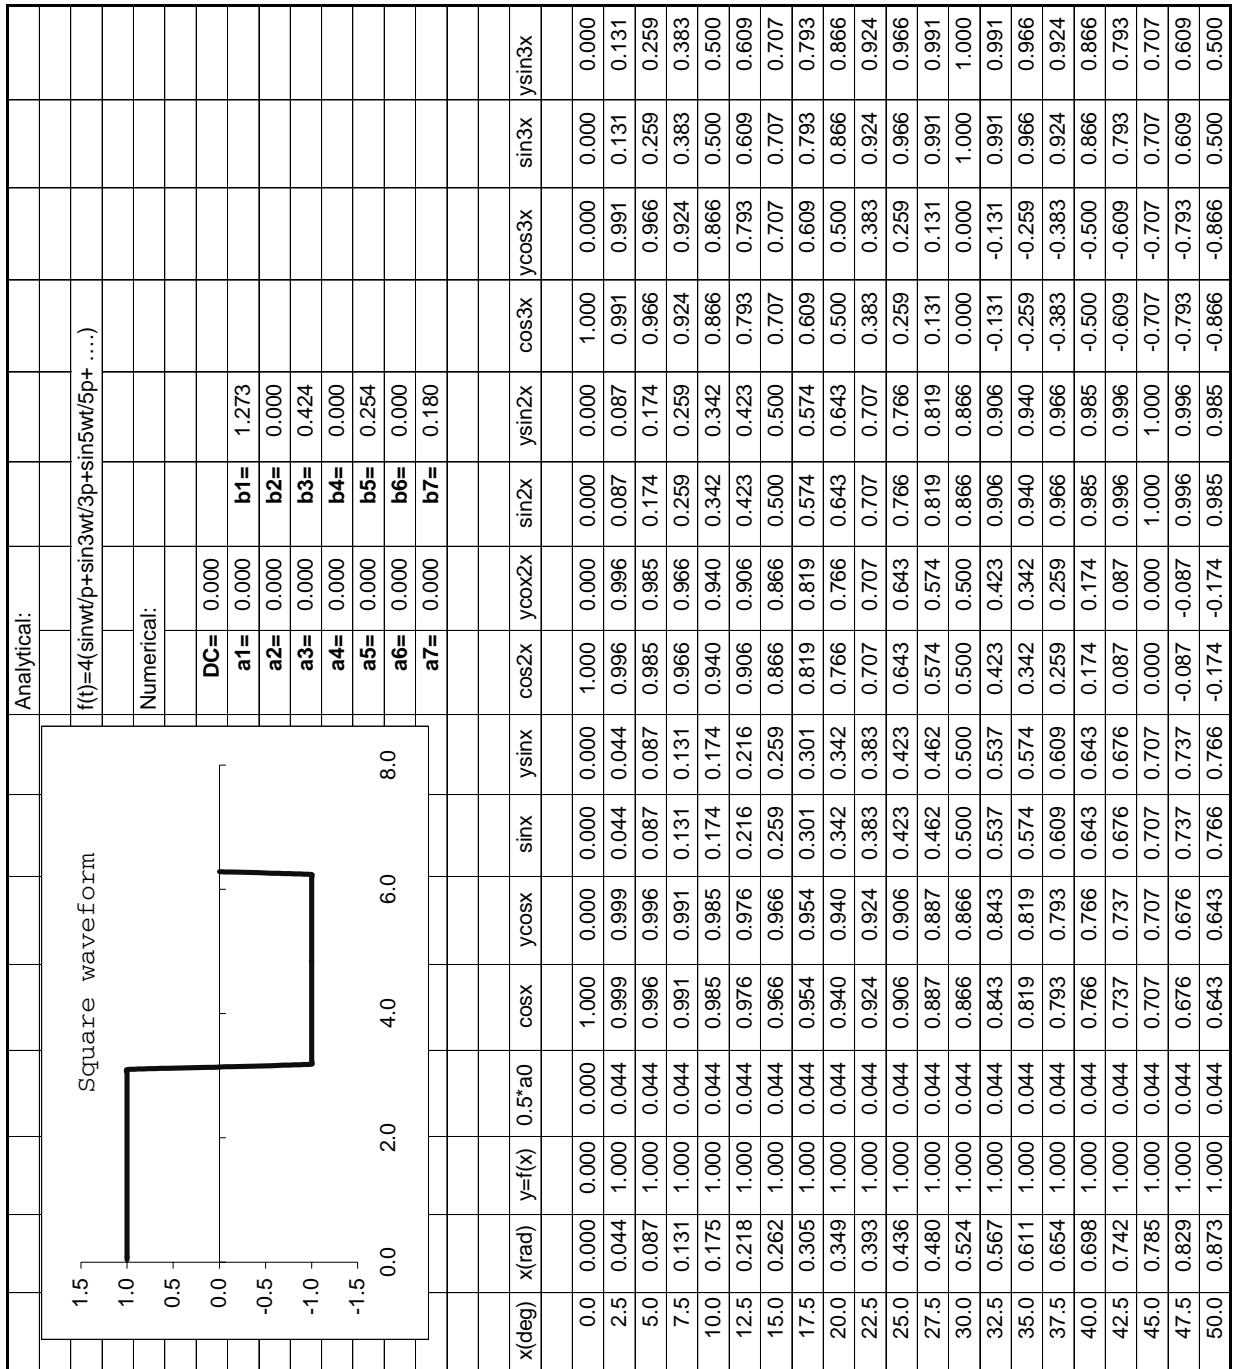 Analytical:
f(t)=4(sinwt/p+sin3wt/3p+sin5wt/5p+ ....)
Numerical:
DC= 0.000
a1= 0.000 b1= 1.273
a2= 0.000 b2= 0.000
a3= 0.000 b3= 0.424
a4= 0.000 b4= 0.000
a5= 0.000 b5= 0.254
a6= 0.000 b6= 0.000
a7= 0.000 b7= 0.180
Square waveform
1.5
1.0
0.5
0.0
-0.5
-1.0
-1.5
0.0 2.0 4.0 6.0 8.0
x(deg) x(rad) y=f(x) 0.5*a0 cosx ycosx sinx ysinx cos2x ycox2x sin2x ysin2x cos3x ycos3x sin3x ysin3x
0.0 0.000 0.000 0.000 1.000 0.000 0.000 0.000 1.000 0.000 0.000 0.000 1.000 0.000 0.000 0.000
2.5 0.044 1.000 0.044 0.999 0.999 0.044 0.044 0.996 0.996 0.087 0.087 0.991 0.991 0.131 0.131
5.0 0.087 1.000 0.044 0.996 0.996 0.087 0.087 0.985 0.985 0.174 0.174 0.966 0.966 0.259 0.259
7.5 0.131 1.000 0.044 0.991 0.991 0.131 0.131 0.966 0.966 0.259 0.259 0.924 0.924 0.383 0.383
10.0 0.175 1.000 0.044 0.985 0.985 0.174 0.174 0.940 0.940 0.342 0.342 0.866 0.866 0.500 0.500
12.5 0.218 1.000 0.044 0.976 0.976 0.216 0.216 0.906 0.906 0.423 0.423 0.793 0.793 0.609 0.609
15.0 0.262 1.000 0.044 0.966 0.966 0.259 0.259 0.866 0.866 0.500 0.500 0.707 0.707 0.707 0.707
17.5 0.305 1.000 0.044 0.954 0.954 0.301 0.301 0.819 0.819 0.574 0.574 0.609 0.609 0.793 0.793
20.0 0.349 1.000 0.044 0.940 0.940 0.342 0.342 0.766 0.766 0.643 0.643 0.500 0.500 0.866 0.866
22.5 0.393 1.000 0.044 0.924 0.924 0.383 0.383 0.707 0.707 0.707 0.707 0.383 0.383 0.924 0.924
25.0 0.436 1.000 0.044 0.906 0.906 0.423 0.423 0.643 0.643 0.766 0.766 0.259 0.259 0.966 0.966
27.5 0.480 1.000 0.044 0.887 0.887 0.462 0.462 0.574 0.574 0.819 0.819 0.131 0.131 0.991 0.991
30.0 0.524 1.000 0.044 0.866 0.866 0.500 0.500 0.500 0.500 0.866 0.866 0.000 0.000 1.000 1.000
32.5 0.567 1.000 0.044 0.843 0.843 0.537 0.537 0.423 0.423 0.906 0.906 -0.131 -0.131 0.991 0.991
35.0 0.611 1.000 0.044 0.819 0.819 0.574 0.574 0.342 0.342 0.940 0.940 -0.259 -0.259 0.966 0.966
37.5 0.654 1.000 0.044 0.793 0.793 0.609 0.609 0.259 0.259 0.966 0.966 -0.383 -0.383 0.924 0.924
40.0 0.698 1.000 0.044 0.766 0.766 0.643 0.643 0.174 0.174 0.985 0.985 -0.500 -0.500 0.866 0.866
42.5 0.742 1.000 0.044 0.737 0.737 0.676 0.676 0.087 0.087 0.996 0.996 -0.609 -0.609 0.793 0.793
45.0 0.785 1.000 0.044 0.707 0.707 0.707 0.707 0.000 0.000 1.000 1.000 -0.707 -0.707 0.707 0.707
47.5 0.829 1.000 0.044 0.676 0.676 0.737 0.737 -0.087 -0.087 0.996 0.996 -0.793 -0.793 0.609 0.609
50.0 0.873 1.000 0.044 0.643 0.643 0.766 0.766 -0.174 -0.174 0.985 0.985 -0.866 -0.866 0.500 0.500